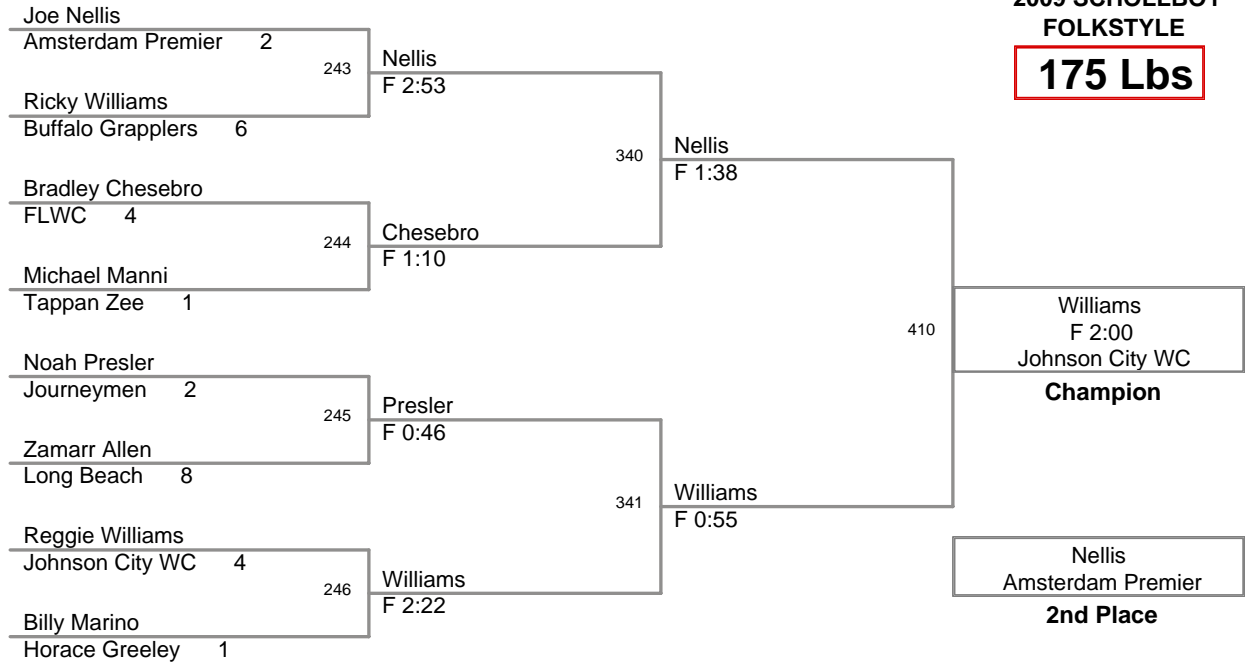 2009 SCHOLLBOY
FOLKSTYLE
175 Lbs
Joe Nellis
Amsterdam Premier 2
243
Ricky Williams
Buffalo Grapplers 6
Bradley Chesebro
FLWC 4
244
Michael Manni
Tappan Zee 1
Noah Presler
Journeymen 2
245
Zamarr Allen
Long Beach 8
Reggie Williams
Johnson City WC 4
246
Billy Marino
Horace Greeley 1
Nellis
F 2:53
340
Chesebro
F 1:10
Presler
F 0:46
341
Williams
F 2:22
Nellis
F 1:38
410
Williams
F 0:55
Williams
F 2:00
Johnson City WC
Champion
Nellis
Amsterdam Premier
2nd Place